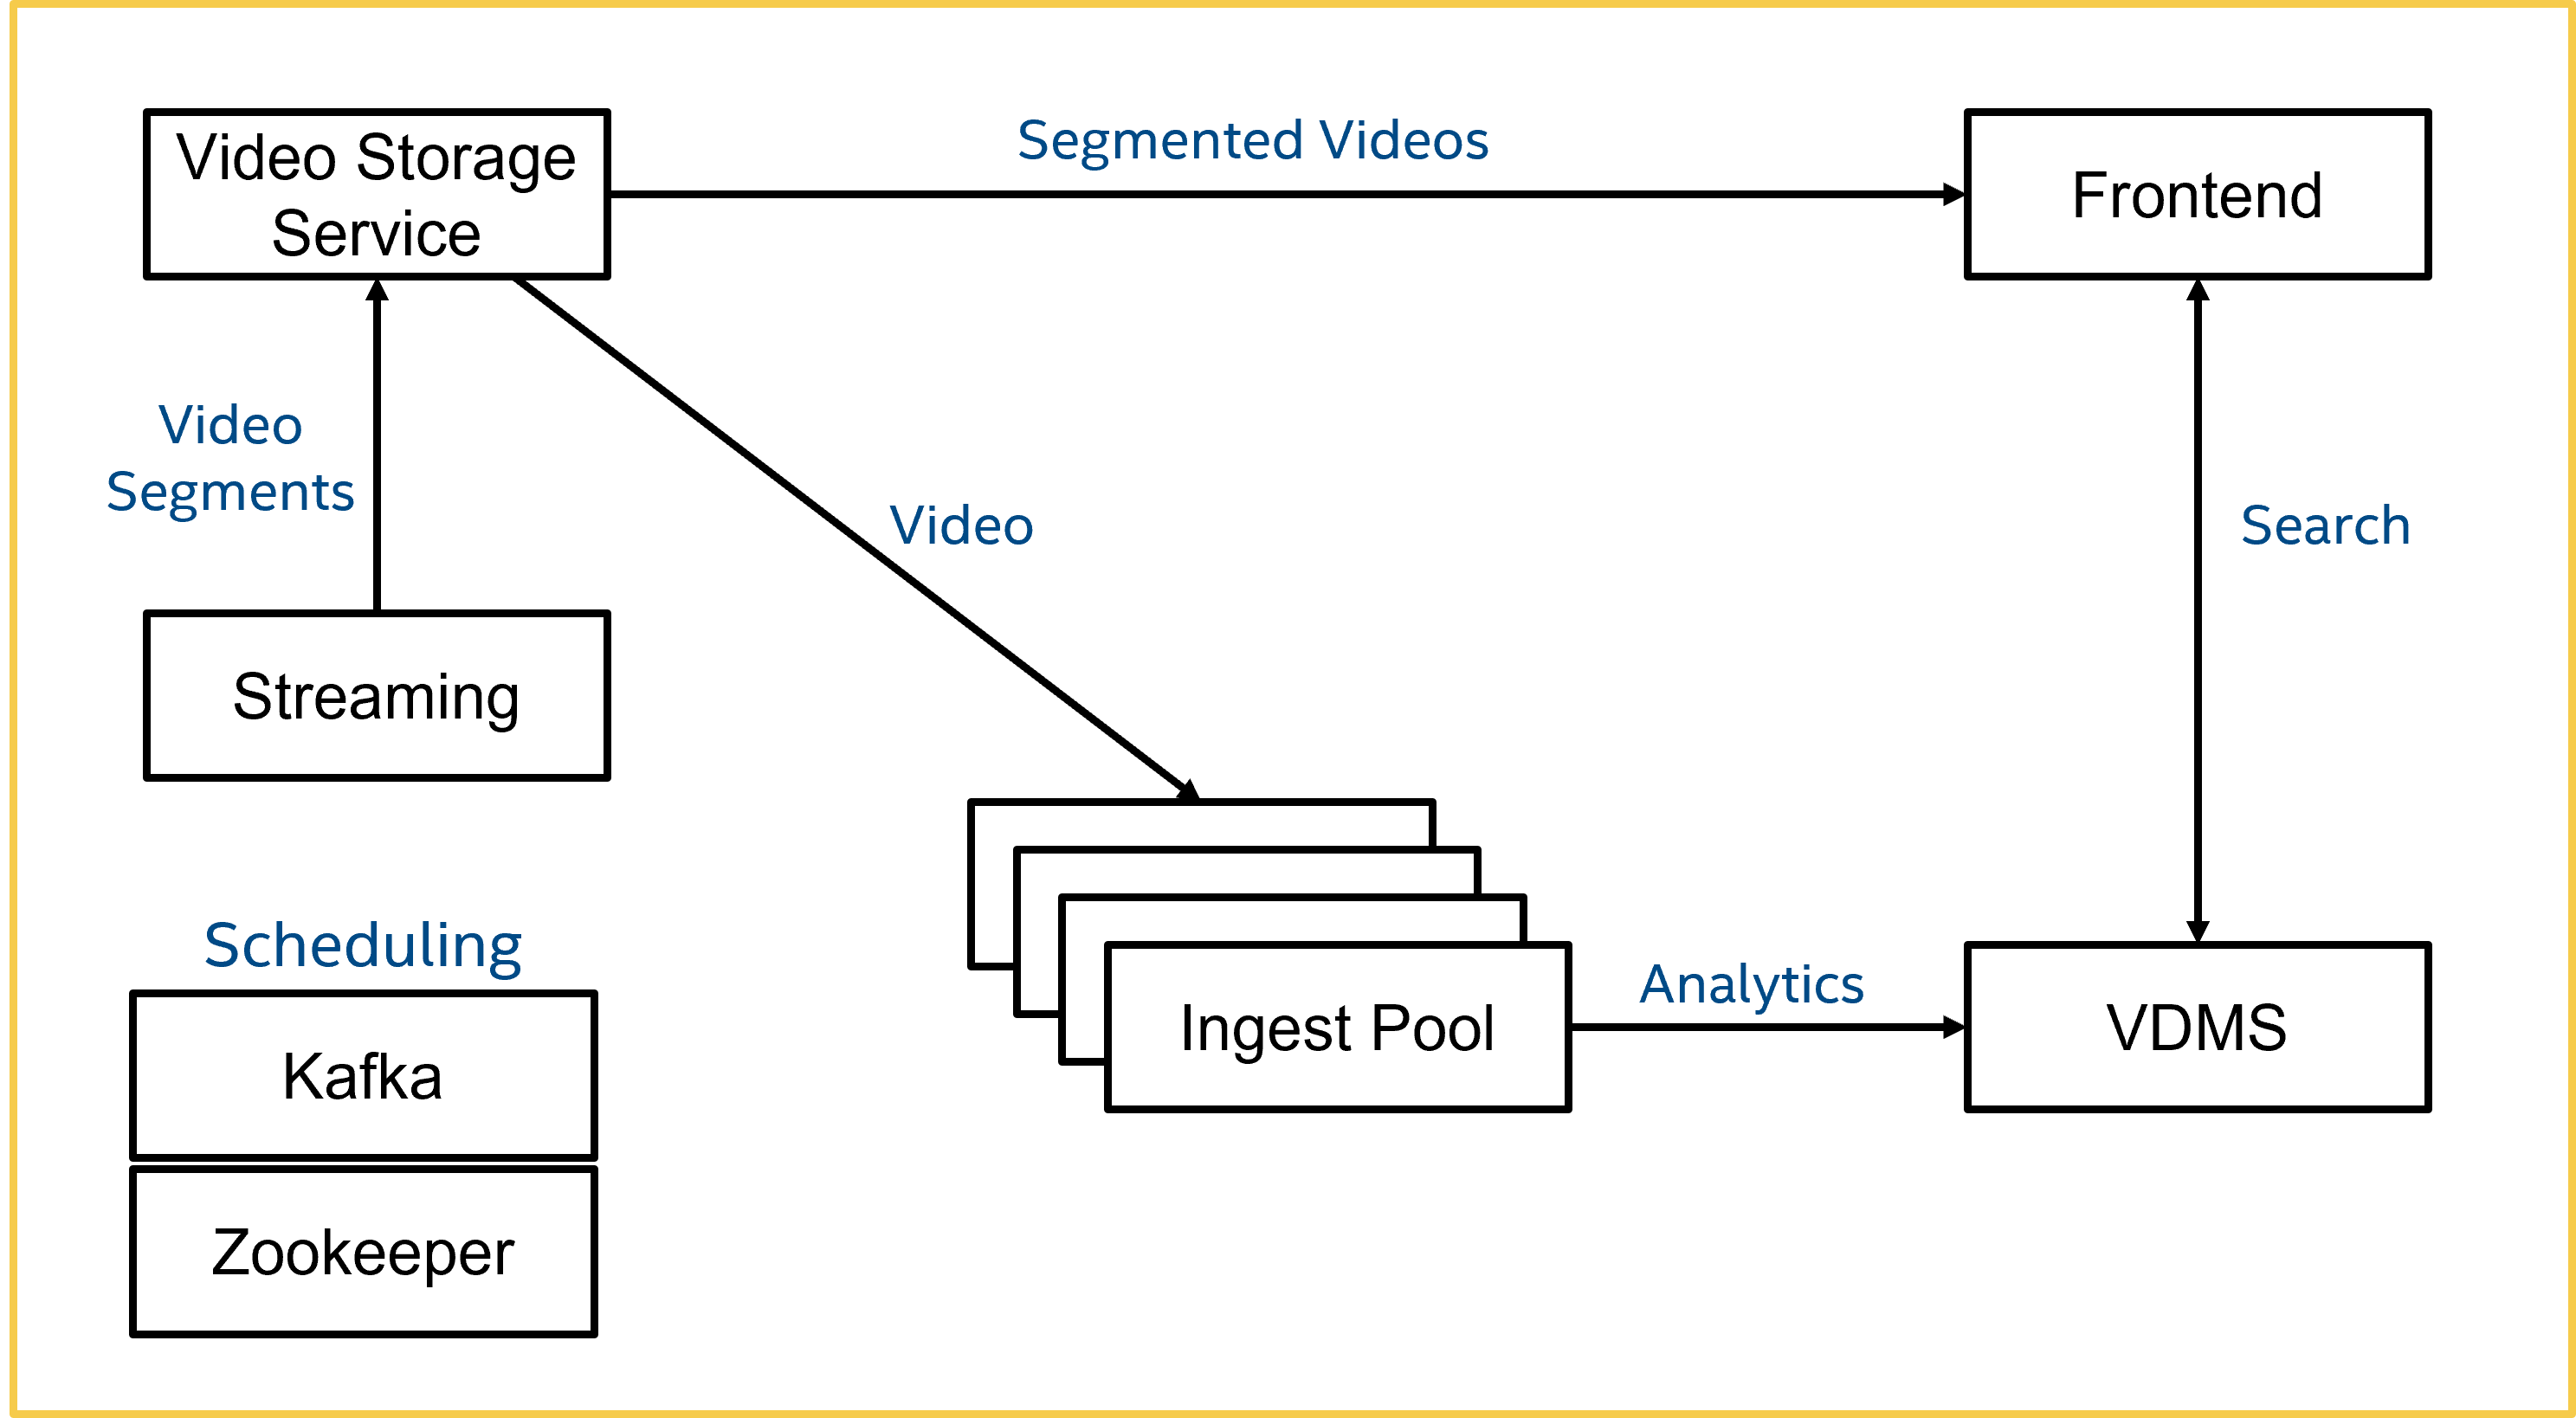 Video Storage
Service
Segmented Videos
Frontend
Video
Segments
Video
Search
Streaming
Scheduling
Kafka
Zookeeper
Ingest Pool
Analytics
VDMS